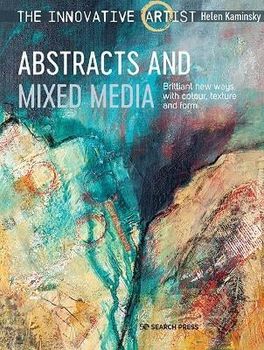 THE INNOVATIVE ARTIST Helen Kaminsky
ABSTRACTS AND
MIXED MEDIA
Brilliant new ways
with colour, texture
and form
SEARCH PRESS